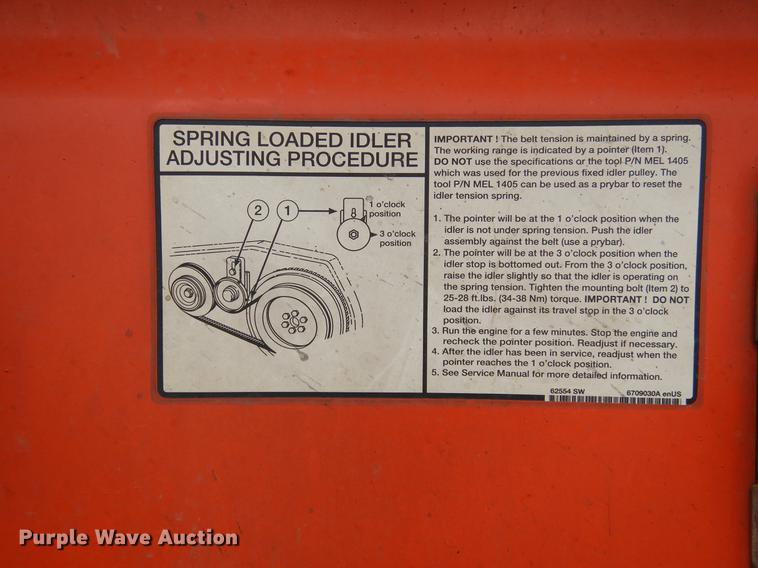 SPRING LOADED IDLER
ADJUSTING PROCEDURE
2
1
1 o'clock
position
3 o'clock
position
IMPORTANT ! The belt tension is maintained by a spring.
The working range is indicated by a pointer (Item 1).
DO NOT use the specifications or the tool P/N MEL 1405
which was used for the previous fixed idler pulley. The
tool P/N MEL 1405 can be used as a prybar to reset the
idler tension spring.
1. The pointer will be at the 1 o'clock position when the
idler is not under spring tension. Push the idler
assembly against the belt (use a prybar).
2. The pointer will be at the 3 o'clock position when the
idler stop is bottomed out. From the 3 o'clock position,
raise the idler slightly so that the idler is operating on
the spring tension. Tighten the mounting bolt (Item 2) to
25-28 ft.lbs. (34-38 Nm) torque. IMPORTANT ! DO NOT
load the idler against its travel stop in the 3 o'clock
position.
3. Run the engine for a few minutes. Stop the engine and
recheck the pointer position. Readjust if necessary.
4. After the idler has been in service, readjust when the
pointer reaches the 1 o'clock position.
5. See Service Manual for more detailed information.
62554 SW 6709030A enUS
Purple Wave Auction